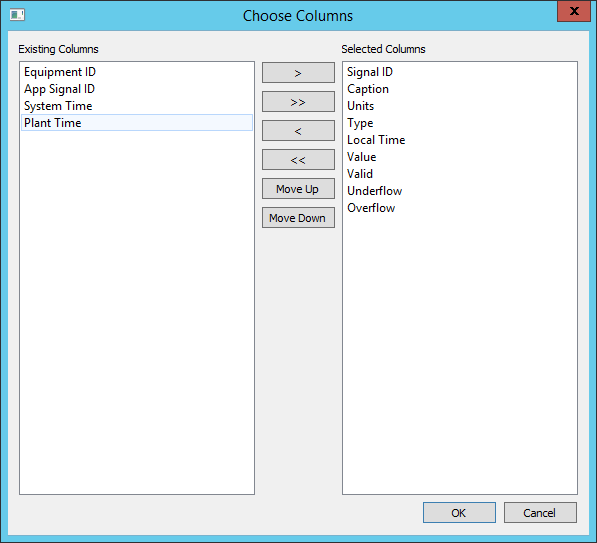 Choose Columns
X
Existing Columns
Equipment ID
App Signal ID
System Time
Plant Time
>
>>
<
<<
Move Up
Move Down
Selected Columns
Signal ID
Caption
Units
Type
Local Time
Value
Valid
Underflow
Overflow
OK
Cancel